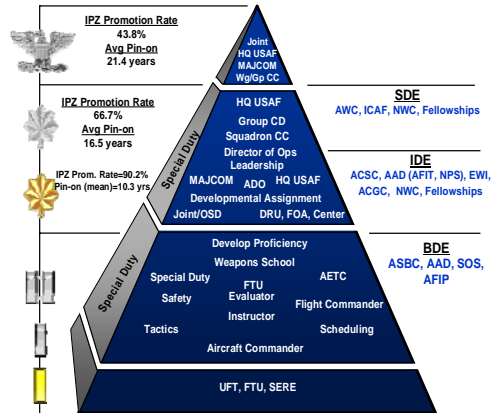 IPZ Promotion Rate
43.8%
Avg Pin-on
21.4 years
IPZ Promotion Rate
66.7%
Avg Pin-on
16.5 years
IPZ Prom. Rate=90.2%
Pin-on (mean)=10.3 yrs
Special Duty
Special Duty
Joint
HQ USAF
MAJCOM
Wg/Gp CC
HQ USAF
Group CD
Squadron CC
Director of Ops
Leadership
MAJCOM ADO HQ USAF
Developmental Assignment
Joint/OSD DRU, FOA, Center
Develop Proficiency
Weapons School
Special Duty FTU AETC
Safety Evaluator Flight Commander
Instructor
Tactics Scheduling
Aircraft Commander
UFT, FTU, SERE
SDE
AWC, ICAF, NWC, Fellowships
IDE
ACSC, AAD (AFIT, NPS), EWI,
ACGC, NWC, Fellowships
BDE
ASBC, AAD, SOS,
AFIP